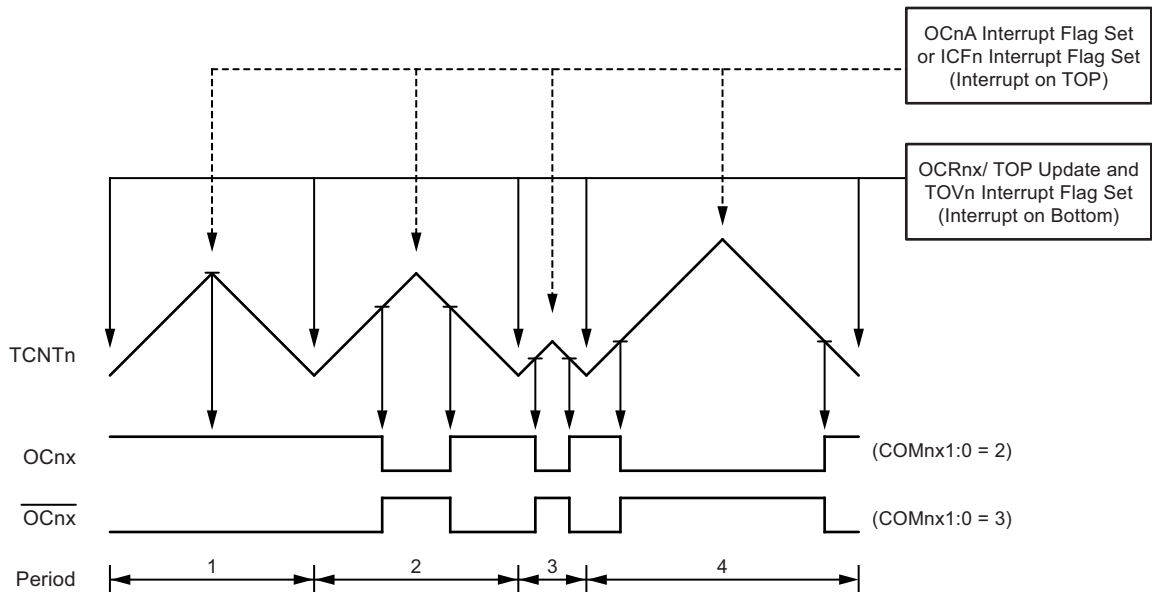 OCnA Interrupt Flag Set
or ICFn Interrupt Flag Set
(Interrupt on TOP)
OCRnx/ TOP Update and
TOVn Interrupt Flag Set
(Interrupt on Bottom)
TCNTn
OCnx
(COMnx1:0 = 2)
OCnx
(COMnx1:0 = 3)
Period
1
2
3
4